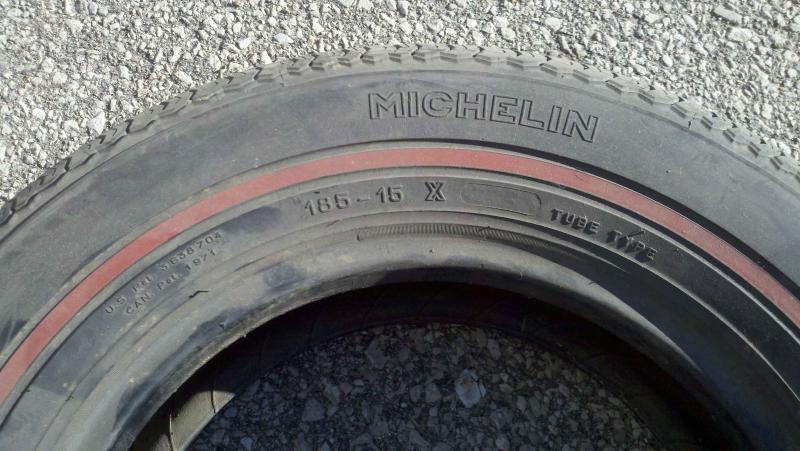 MICHELIN
185-15 X
TUBE TYPE
U.S Pat 3638704
CAN Pat 1971